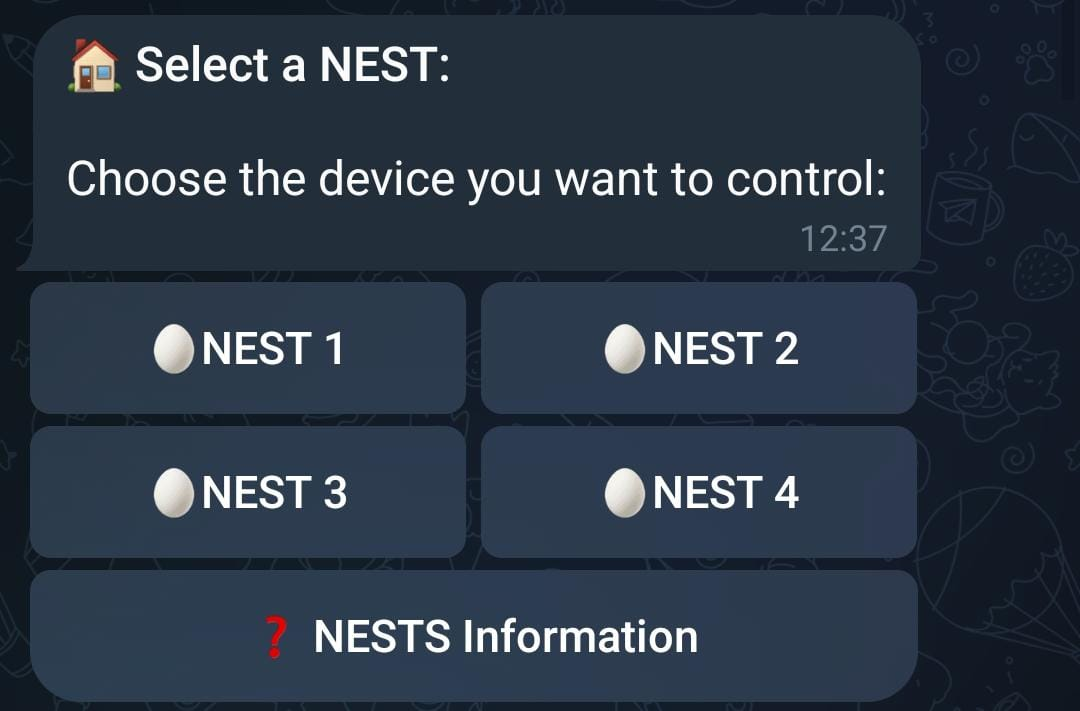 🏠 Select a NEST:
Choose the device you want to control:
12:37
🥚NEST 1
🥚NEST 2
🥚NEST 3
🥚NEST 4
❓ NESTS Information